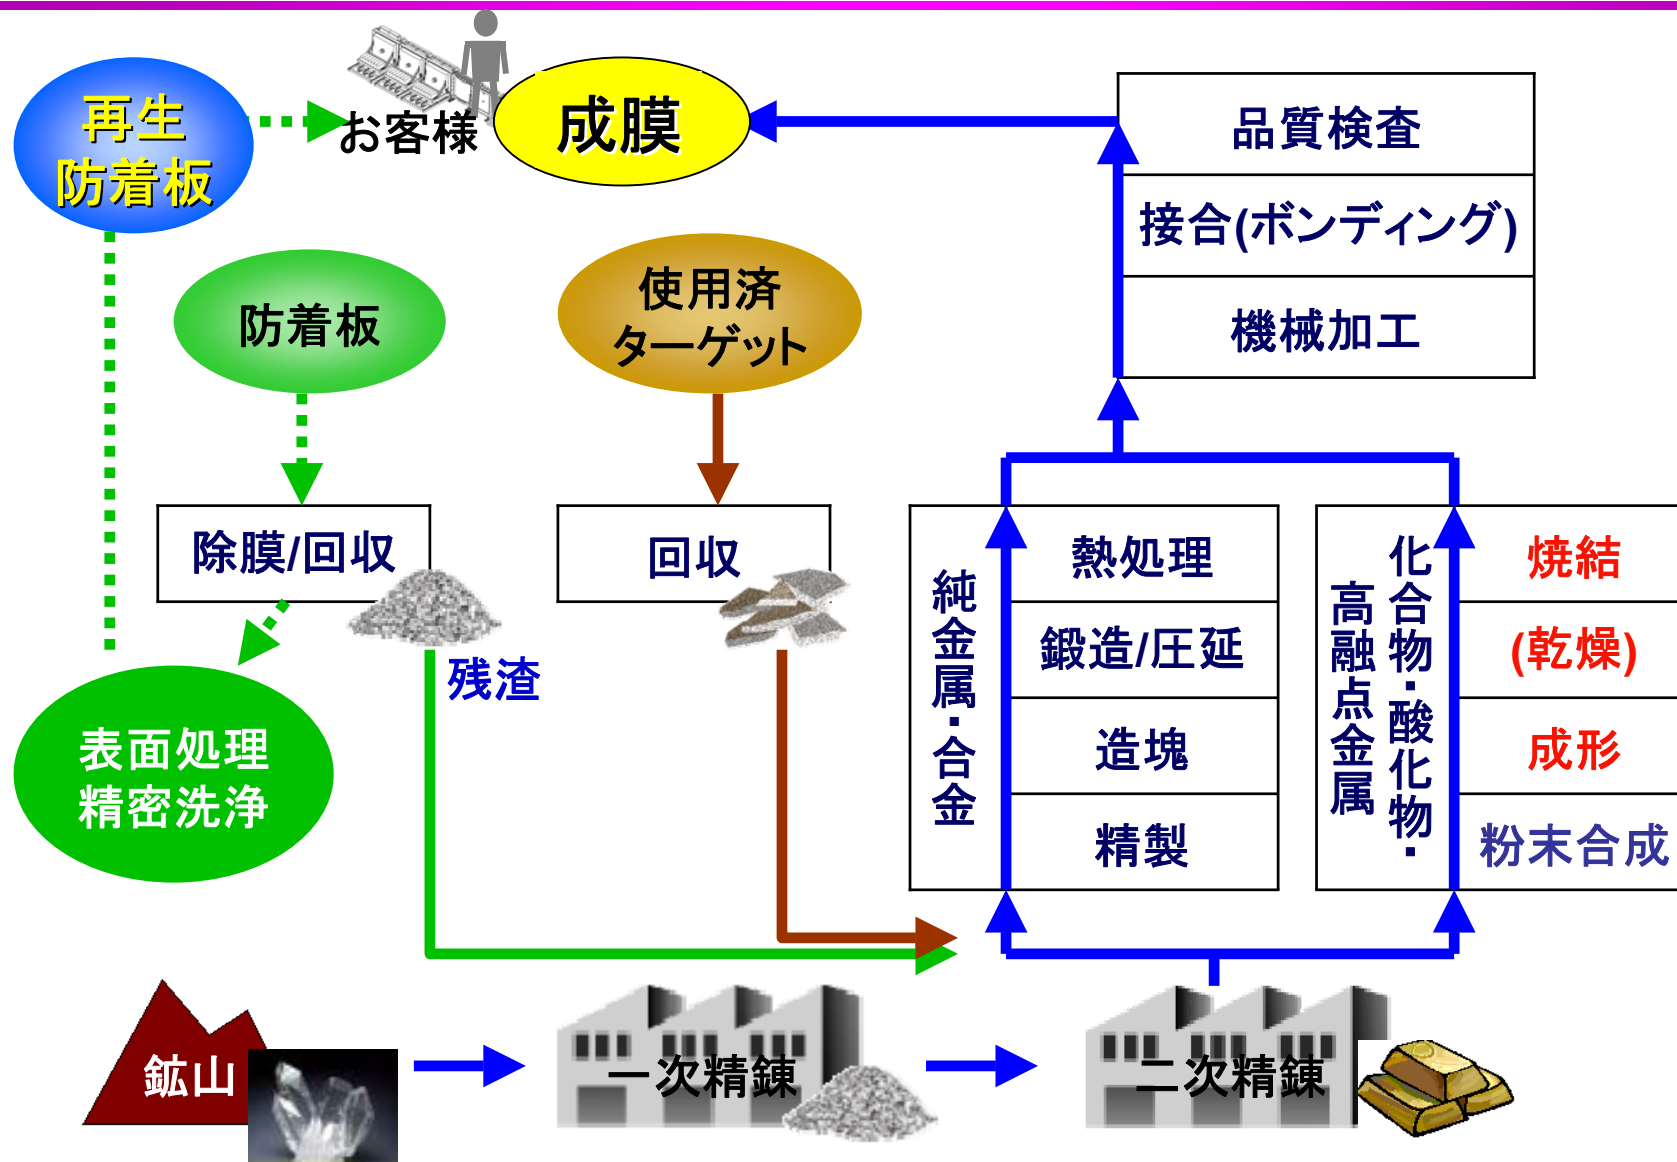 再生
防着板
お客様
成膜
品質検査
接合(ボンディング)
機械加工
防着板
使用済
ターゲット
除膜/回収
回収
残渣
表面処理
精密洗浄
純金属・合金
熱処理
鍛造/圧延
造塊
精製
化合物・酸化物・
高融点金属
焼結
(乾燥)
成形
粉末合成
鉱山
一次精錬
二次精錬